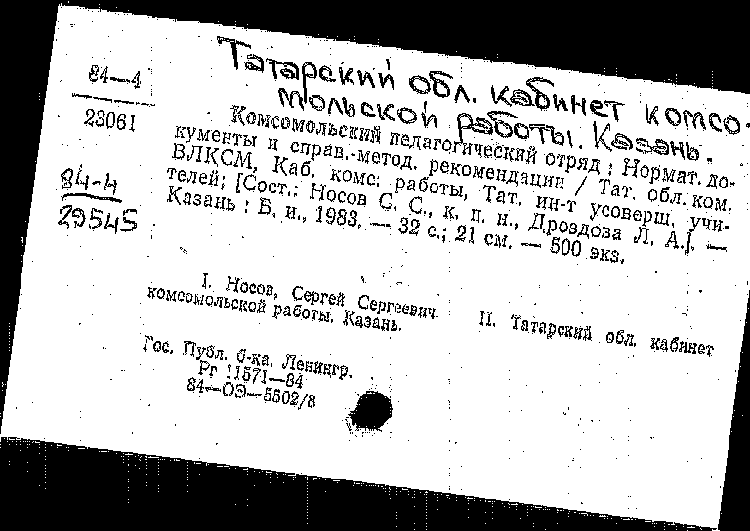 Татарский обл. кабинет комсо-
мольской работы. Казань.
84—4
23061
84-4
29545
Комсомольский педагогический отряд : Нормат. до-
кументы и справ.-метод. рекомендации / Тат. обл. ком.
ВЛКСМ, Каб. комс. работы, Тат. ин-т усоверш. учи-
телей; [Сост.: Носов С. С., к. п. н., Дроздова Л. А.]. —
Казань : Б. и., 1983. — 32 с.; 21 см. — 500 экз.
I. Носов, Сергей Сергеевич. II. Татарский обл. кабинет
комсомольской работы. Казань.
Гос. Публ. б-ка. Ленингр.
Рг 11571—84
84—ОЭ—5502/8